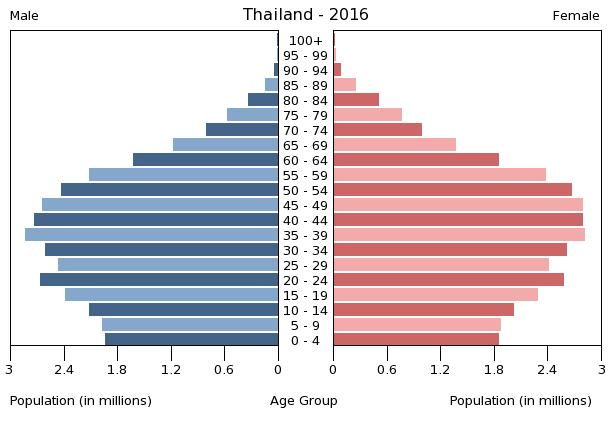 Male Thailand - 2016 Female
100+
95 - 99
90 - 94
85 - 89
80 - 84
75 - 79
70 - 74
65 - 69
60 - 64
55 - 59
50 - 54
45 - 49
40 - 44
35 - 39
30 - 34
25 - 29
20 - 24
15 - 19
10 - 14
5 - 9
0 - 4
3 2.4 1.8 1.2 0.6 0 0 0.6 1.2 1.8 2.4 3
Population (in millions) Age Group Population (in millions)